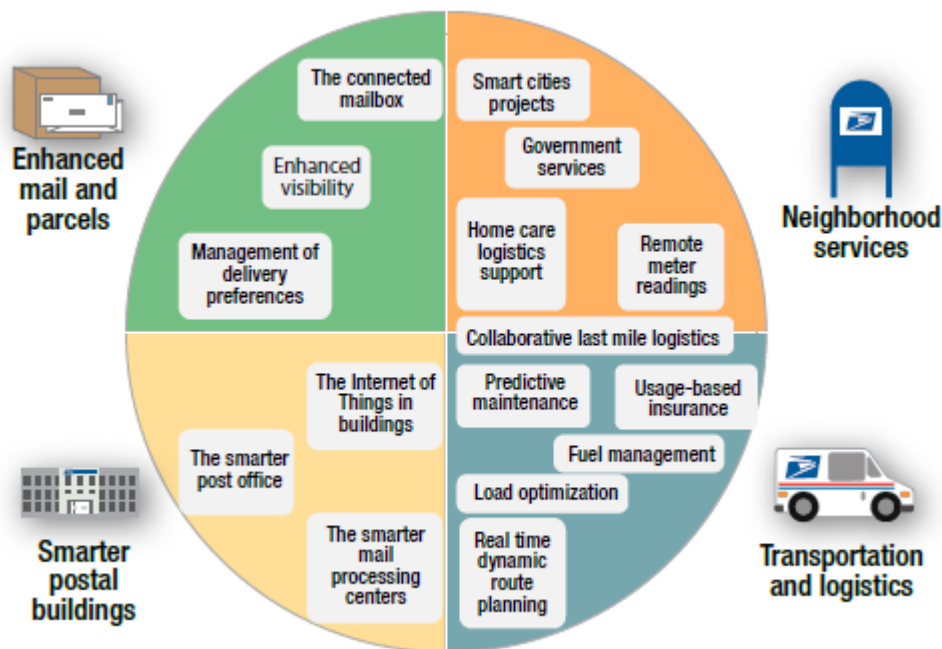 Enhanced
mail and
parcels
The connected
mailbox
Enhanced
visibility
Management of
delivery
preferences
Smart cities
projects
Government
services
Home care
logistics
support
Remote
meter
readings
Neighborhood
services
Collaborative last mile logistics
Smarter
postal
buildings
The Internet of
Things in
buildings
The smarter
post office
The smarter
mail
processing
centers
Predictive
maintenance
Usage-based
insurance
Fuel management
Load optimization
Real time
dynamic
route
planning
Transportation
and logistics